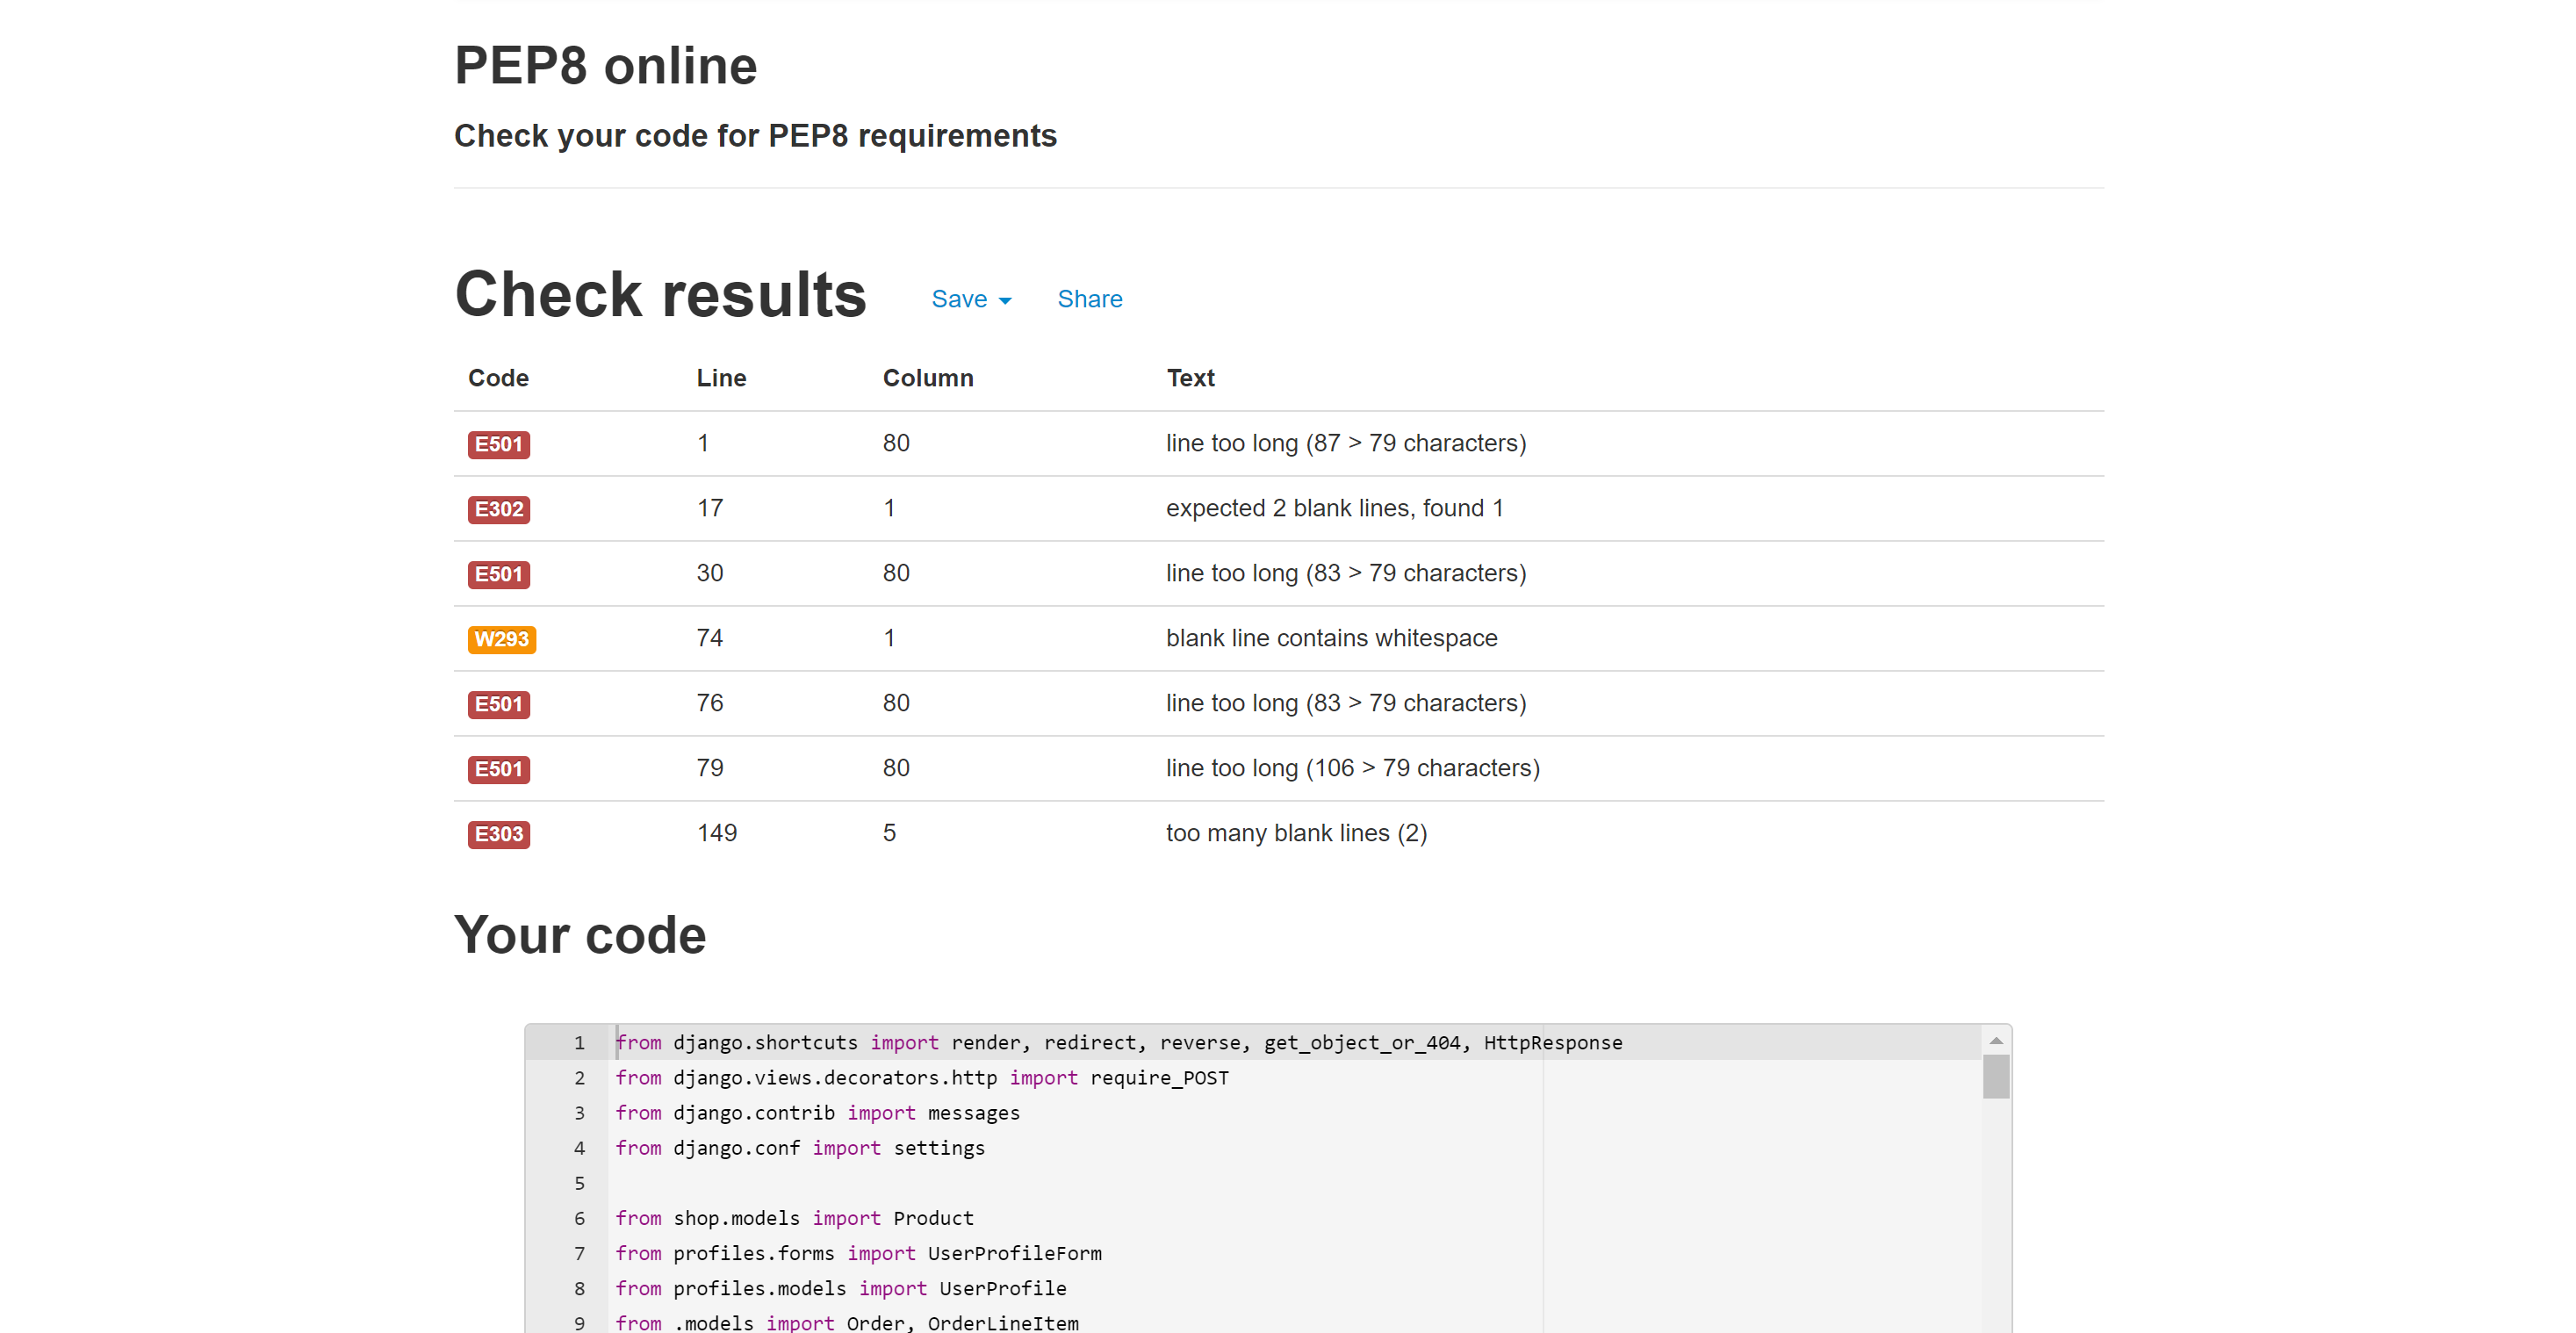 PEP8 online
Check your code for PEP8 requirements
Check results Save Share
Code Line Column Text
E501 1 80 line too long (87 > 79 characters)
E302 17 1 expected 2 blank lines, found 1
E501 30 80 line too long (83 > 79 characters)
W293 74 1 blank line contains whitespace
E501 76 80 line too long (83 > 79 characters)
E501 79 80 line too long (106 > 79 characters)
E303 149 5 too many blank lines (2)
Your code
1 from django.shortcuts import render, redirect, reverse, get_object_or_404, HttpResponse
2 from django.views.decorators.http import require_POST
3 from django.contrib import messages
4 from django.conf import settings
5
6 from shop.models import Product
7 from profiles.forms import UserProfileForm
8 from profiles.models import UserProfile
9 from .models import Order, OrderLineItem